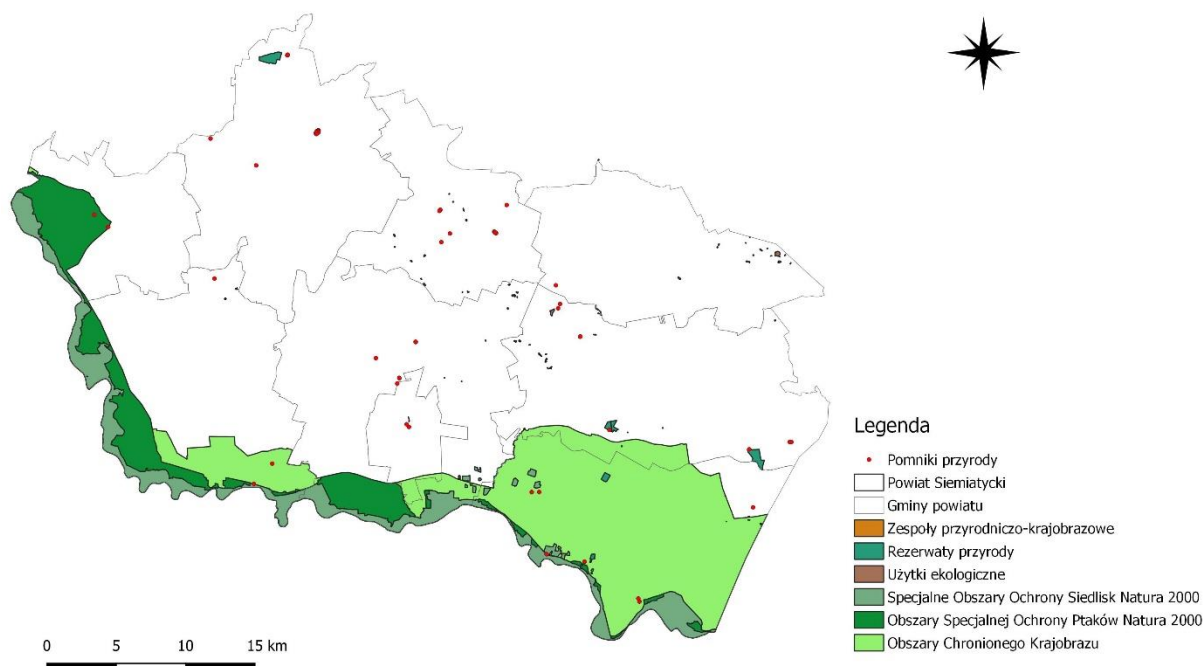 Legenda
Pomniki przyrody
Powiat Siemiatycki
Gminy powiatu
Zespoły przyrodniczo-krajobrazowe
Rezerwaty przyrody
Użytki ekologiczne
Specjalne Obszary Ochrony Siedlisk Natura 2000
Obszary Specjalnej Ochrony Ptaków Natura 2000
Obszary Chronionego Krajobrazu
0 5 10 15 km